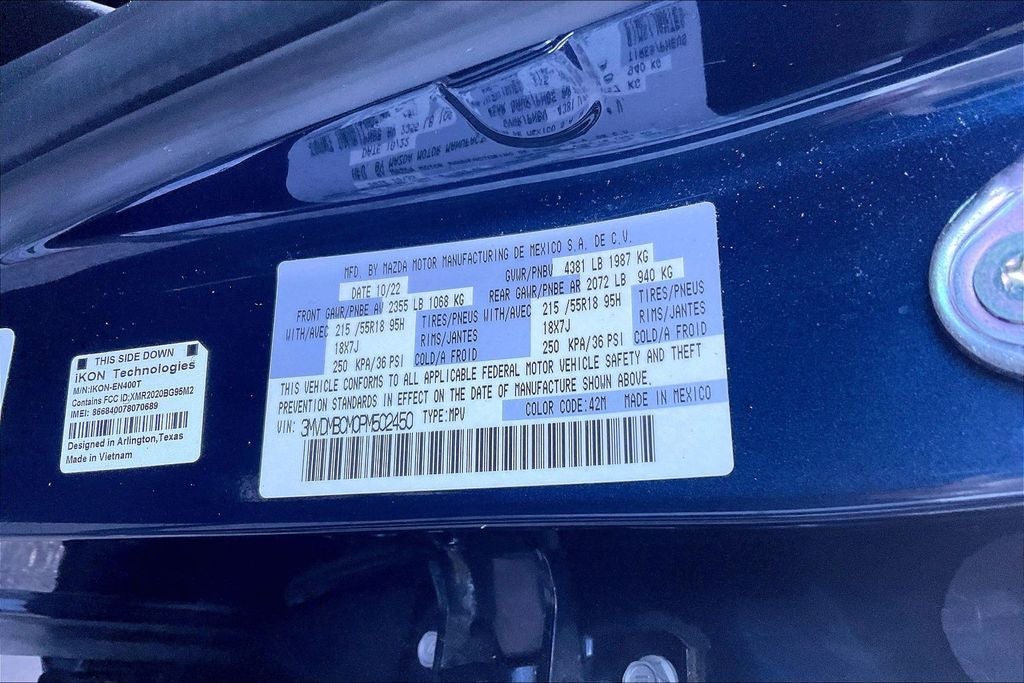 MFD. BY MAZDA MOTOR MANUFACTURING DE MEXICO S.A. DE C.V.
DATE 10/22 GVWR/PNBV 4381 LB 1987 KG
FRONT GAWR/PNBE AV 2355 LB 1068 KG REAR GAWR/PNBE AR 2072 LB 940 KG
WITH/AVEC 215 /55R18 95H TIRES/PNEUS WITH/AVEC 215 /55R18 95H TIRES/PNEUS
18X7J RIMS/JANTES 18X7J RIMS/JANTES
250 KPA/36 PSI COLD/A FROID 250 KPA/36 PSI COLD/A FROID
THIS VEHICLE CONFORMS TO ALL APPLICABLE FEDERAL MOTOR VEHICLE SAFETY AND THEFT
PREVENTION STANDARDS IN EFFECT ON THE DATE OF MANUFACTURE SHOWN ABOVE.
VIN: 3MVDMBCM0PM502450 TYPE:MPV COLOR CODE:42M MADE IN MEXICO
THIS SIDE DOWN
iKON Technologies
M/N:IKON-EN400T
Contains FCC ID:XMR2020BG95M2
IMEI: 866840078070689
Designed in Arlington,Texas
Made in Vietnam